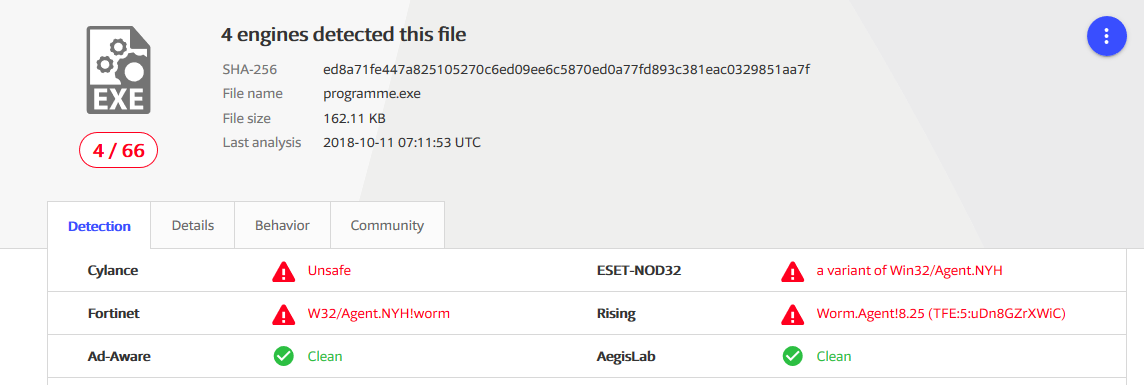 4 engines detected this file
SHA-256 ed8a71fe447a825105270c6ed09ee6c5870ed0a77fd893c381eac0329851aa7f
File name programme.exe
File size 162.11 KB
Last analysis 2018-10-11 07:11:53 UTC
EXE
4 / 66
Detection Details Behavior Community
Cylance Unsafe ESET-NOD32 a variant of Win32/Agent.NYH
Fortinet W32/Agent.NYH!worm Rising Worm.Agent!8.25 (TFE:5:uDn8GZrXWiC)
Ad-Aware Clean AegisLab Clean